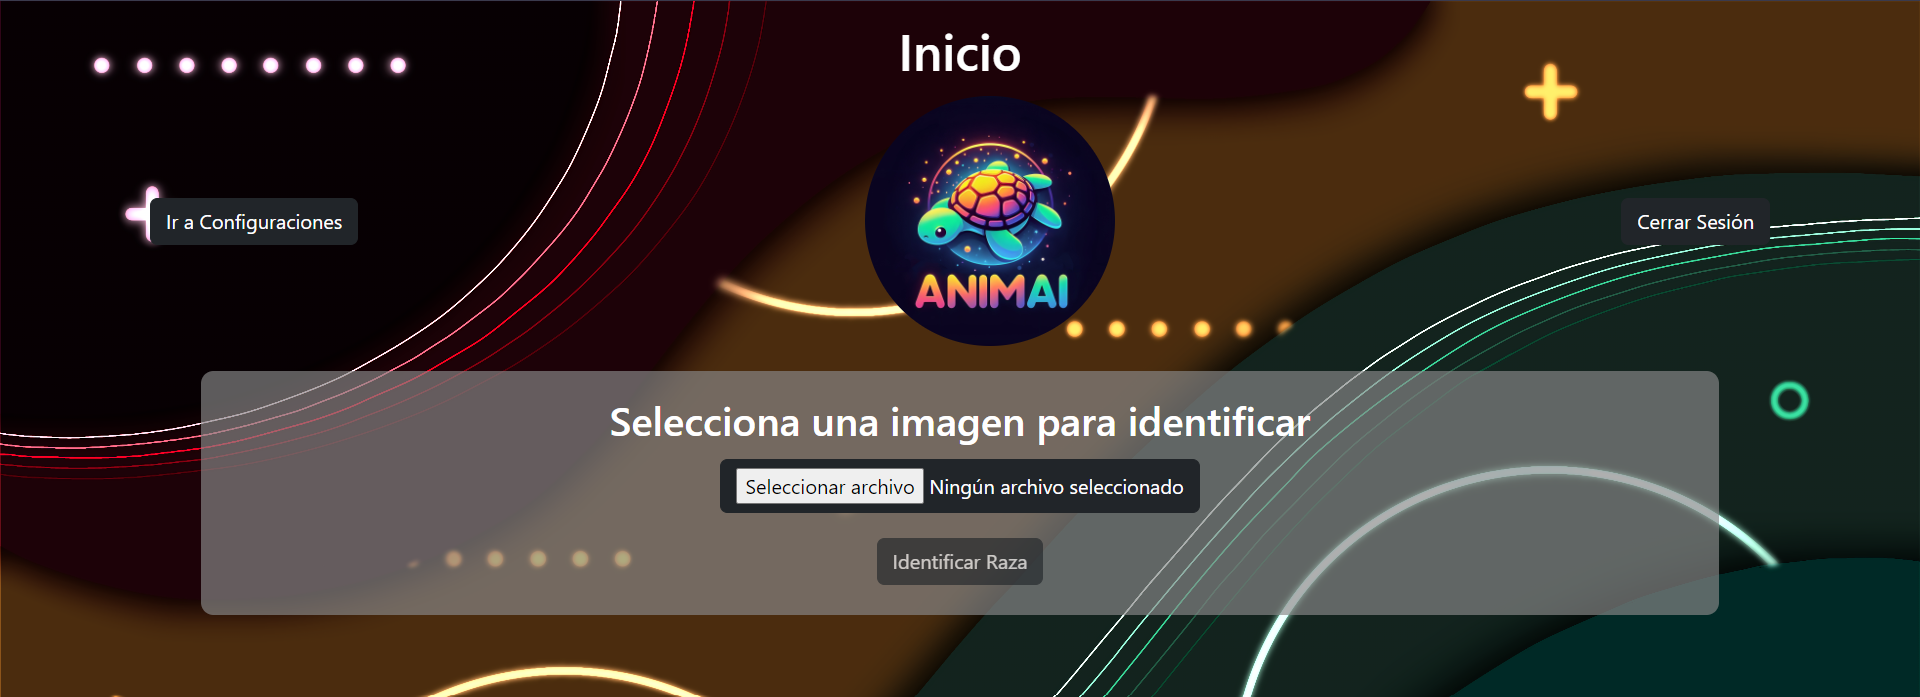 Inicio
ANIMAI
Ir a Configuraciones
Cerrar Sesión
Selecciona una imagen para identificar
Seleccionar archivo Ningún archivo seleccionado
Identificar Raza